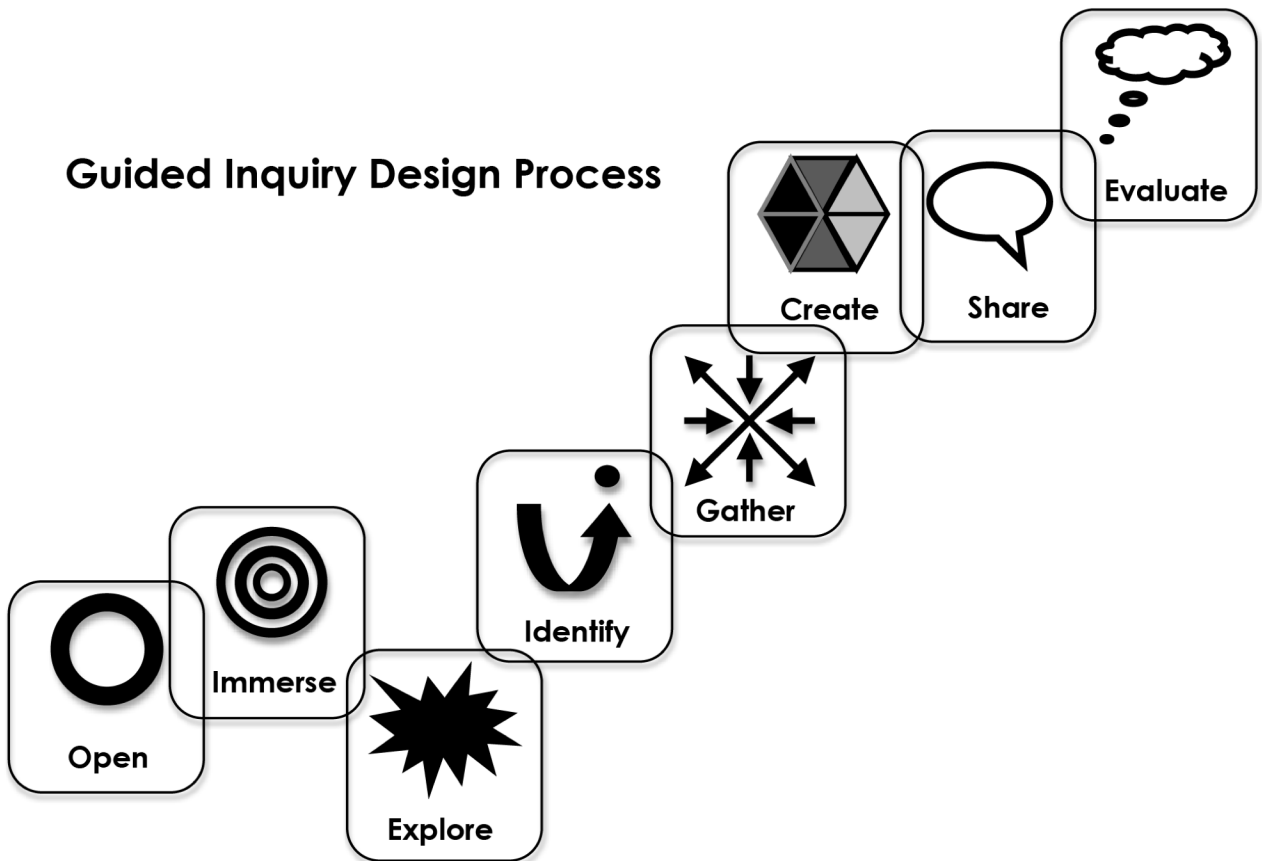 Guided Inquiry Design Process
Open
Immerse
Explore
Identify
Gather
Create
Share
Evaluate